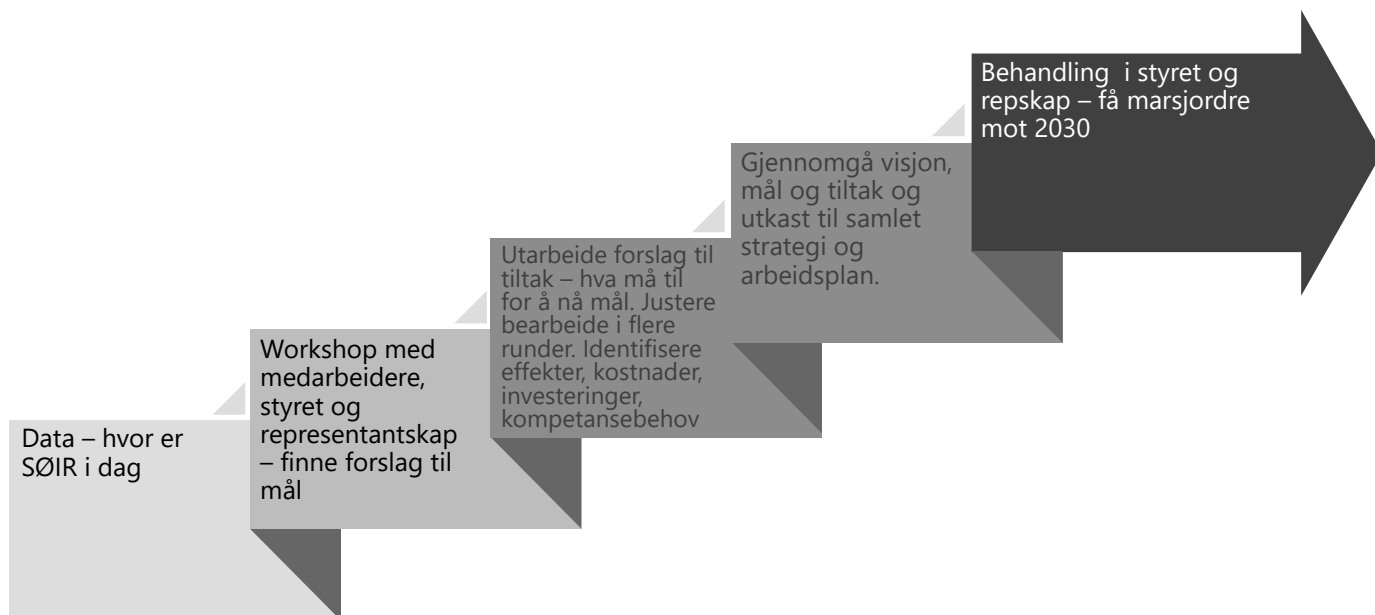 Data – hvor er
SØIR i dag
Workshop med
medarbeidere,
styret og
representantskap
– finne forslag til
mål
Utarbeide forslag til
tiltak – hva må til
for å nå mål. Justere
bearbeide i flere
runder. Identifisere
effekter, kostnader,
investeringer,
kompetansebehov
Gjennomgå visjon,
mål og tiltak og
utkast til samlet
strategi og
arbeidsplan.
Behandling  i styret og
repskap – få marsjordre
mot 2030